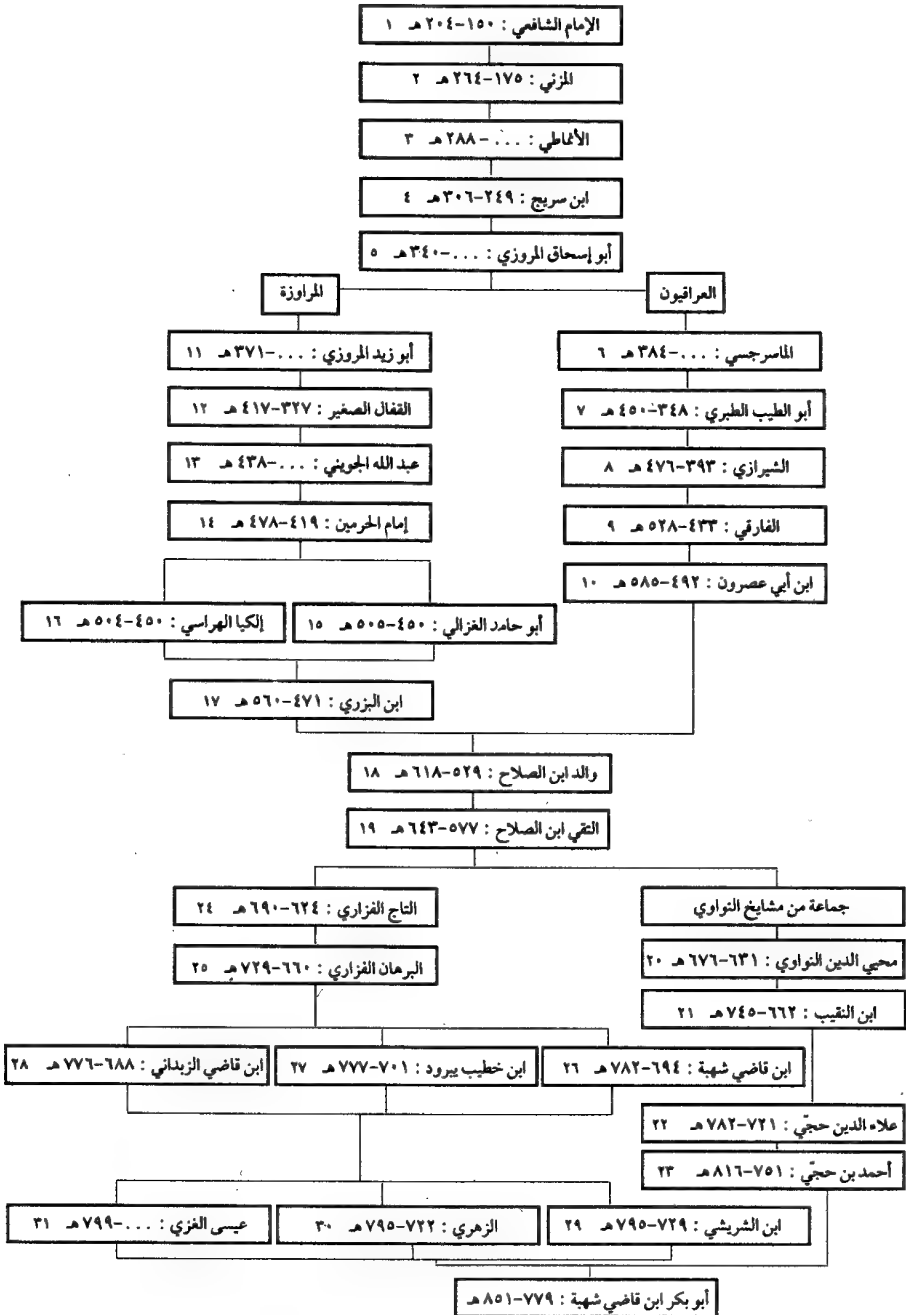 الإمام الشافعي : ١٥٠-٢٠٤هـ ١
المزني : ١٧٥-٢٦٤هـ ٢
الأنماطي : ...-٢٨٨هـ ٣
ابن سريج : ٢٤٩-٣٠٦هـ ٤
أبو إسحاق المروزي : ...-٣٤٠هـ ٥
العراقيون
المراوزة
الماسرجسي : ...-٣٨٤هـ ٦
أبو زيد المروزي : ...-٣٧١هـ ١١
أبو الطيب الطبري : ٣٤٨-٤٥٠هـ ٧
القفال الصغير : ٣٢٧-٤١٧هـ ١٢
الشيرازي : ٣٩٣-٤٧٦هـ ٨
عبد الله الجويني : ...-٤٣٨هـ ١٣
الفارقي : ٤٣٣-٥٢٨هـ ٩
إمام الحرمين : ٤١٩-٤٧٨هـ ١٤
ابن أبي عصرون : ٤٩٢-٥٨٥هـ ١٠
أبو حامد الغزالي : ٤٥٠-٥٠٥هـ ١٥
إلكيا الهراسي : ٤٥٠-٥٠٤هـ ١٦
ابن البزري : ٤٧١-٥٦٠هـ ١٧
والد ابن الصلاح : ٥٢٩-٦١٨هـ ١٨
التقي ابن الصلاح : ٥٧٧-٦٤٣هـ ١٩
جماعة من مشايخ النواوي
التاج الفزاري : ٦٢٤-٦٩٠هـ ٢٤
محيي الدين النواوي : ٦٣١-٦٧٦هـ ٢٠
البرهان الفزاري : ٦٦٠-٧٢٩هـ ٢٥
ابن النقيب : ٦٦٢-٧٤٥هـ ٢١
ابن قاضي شهبة : ٦٩٤-٧٨٢هـ ٢٦
ابن خطيب يبرود : ٧٠١-٧٧٧هـ ٢٧
ابن قاضي الزبداني : ٦٨٨-٧٧٦هـ ٢٨
علاء الدين حجّي : ٧٢١-٧٨٢هـ ٢٢
أحمد بن حجّي : ٧٥١-٨١٦هـ ٢٣
ابن الشريشي : ٧٢٩-٧٩٥هـ ٢٩
الزهري : ٧٢٢-٧٩٥هـ ٣٠
عيسى الغزي : ...-٧٩٩هـ ٣١
أبو بكر ابن قاضي شهبة : ٧٧٩-٨٥١هـ